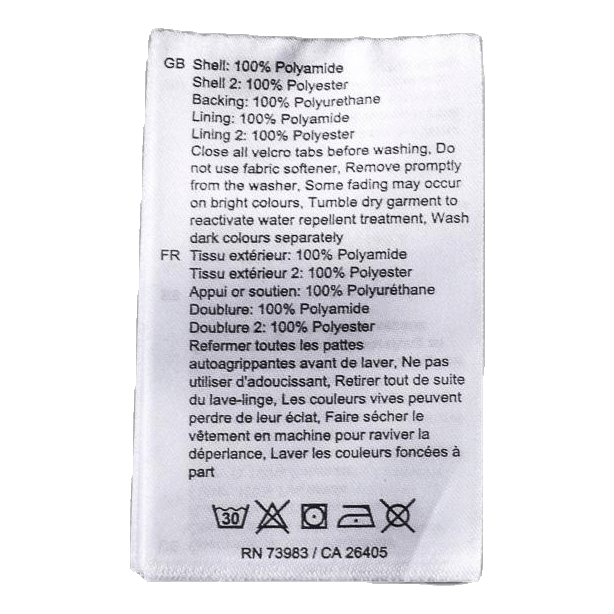 GB Shell: 100% Polyamide
Shell 2: 100% Polyester
Backing: 100% Polyurethane
Lining: 100% Polyamide
Lining 2: 100% Polyester
Close all velcro tabs before washing, Do
not use fabric softener, Remove promptly
from the washer, Some fading may occur
on bright colours, Tumble dry garment to
reactivate water repellent treatment, Wash
dark colours separately
FR Tissu extérieur: 100% Polyamide
Tissu extérieur 2: 100% Polyester
Appui or soutien: 100% Polyuréthane
Doublure: 100% Polyamide
Doublure 2: 100% Polyester
Refermer toutes les pattes
autoagrippantes avant de laver, Ne pas
utiliser d'adoucissant, Retirer tout de suite
du lave-linge, Les couleurs vives peuvent
perdre de leur éclat, Faire sécher le
vêtement en machine pour raviver la
déperlance, Laver les couleurs foncées à
part
30
RN 73983 / CA 26405